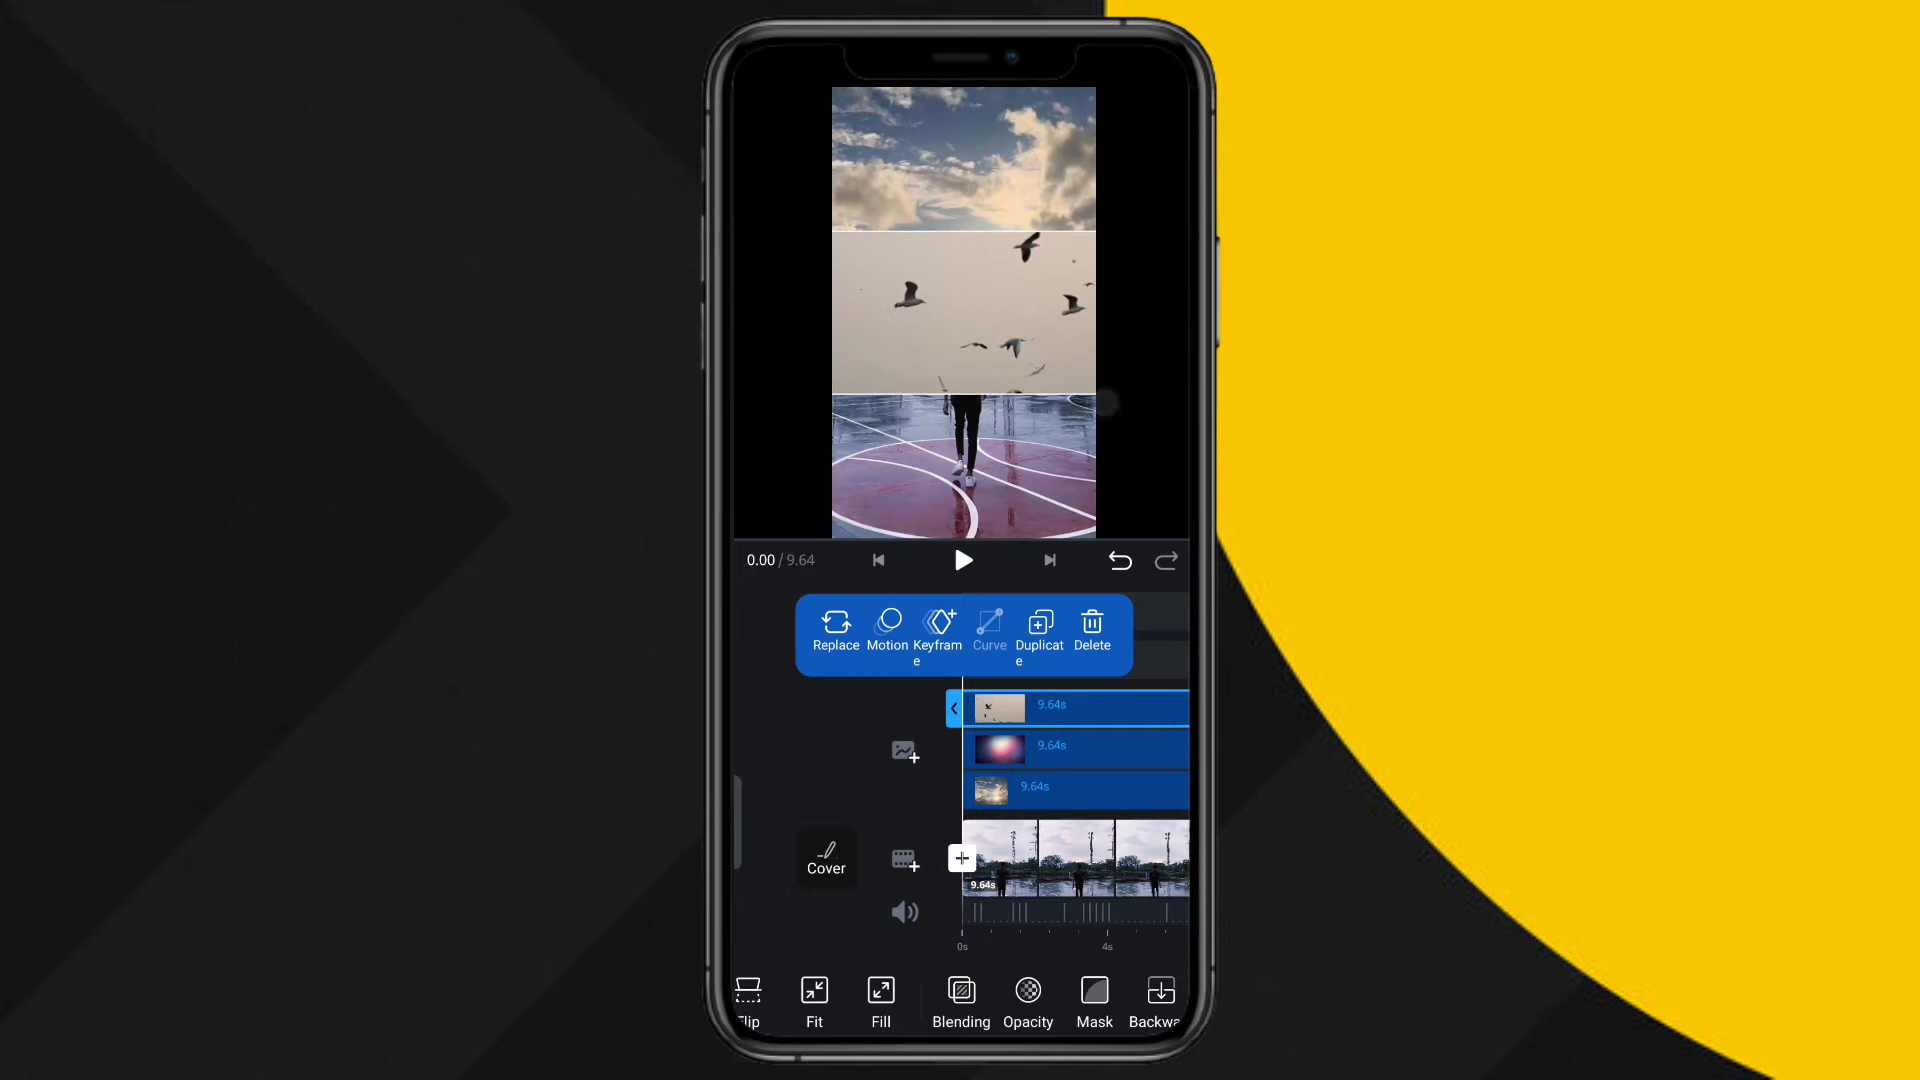 0.00 / 9.64
Replace Motion Keyfram
e Curve Duplicat
e Delete
9.64s
9.64s
9.64s
Cover
9.64s
0s 4s
Flip Fit Fill Blending Opacity Mask Backwa